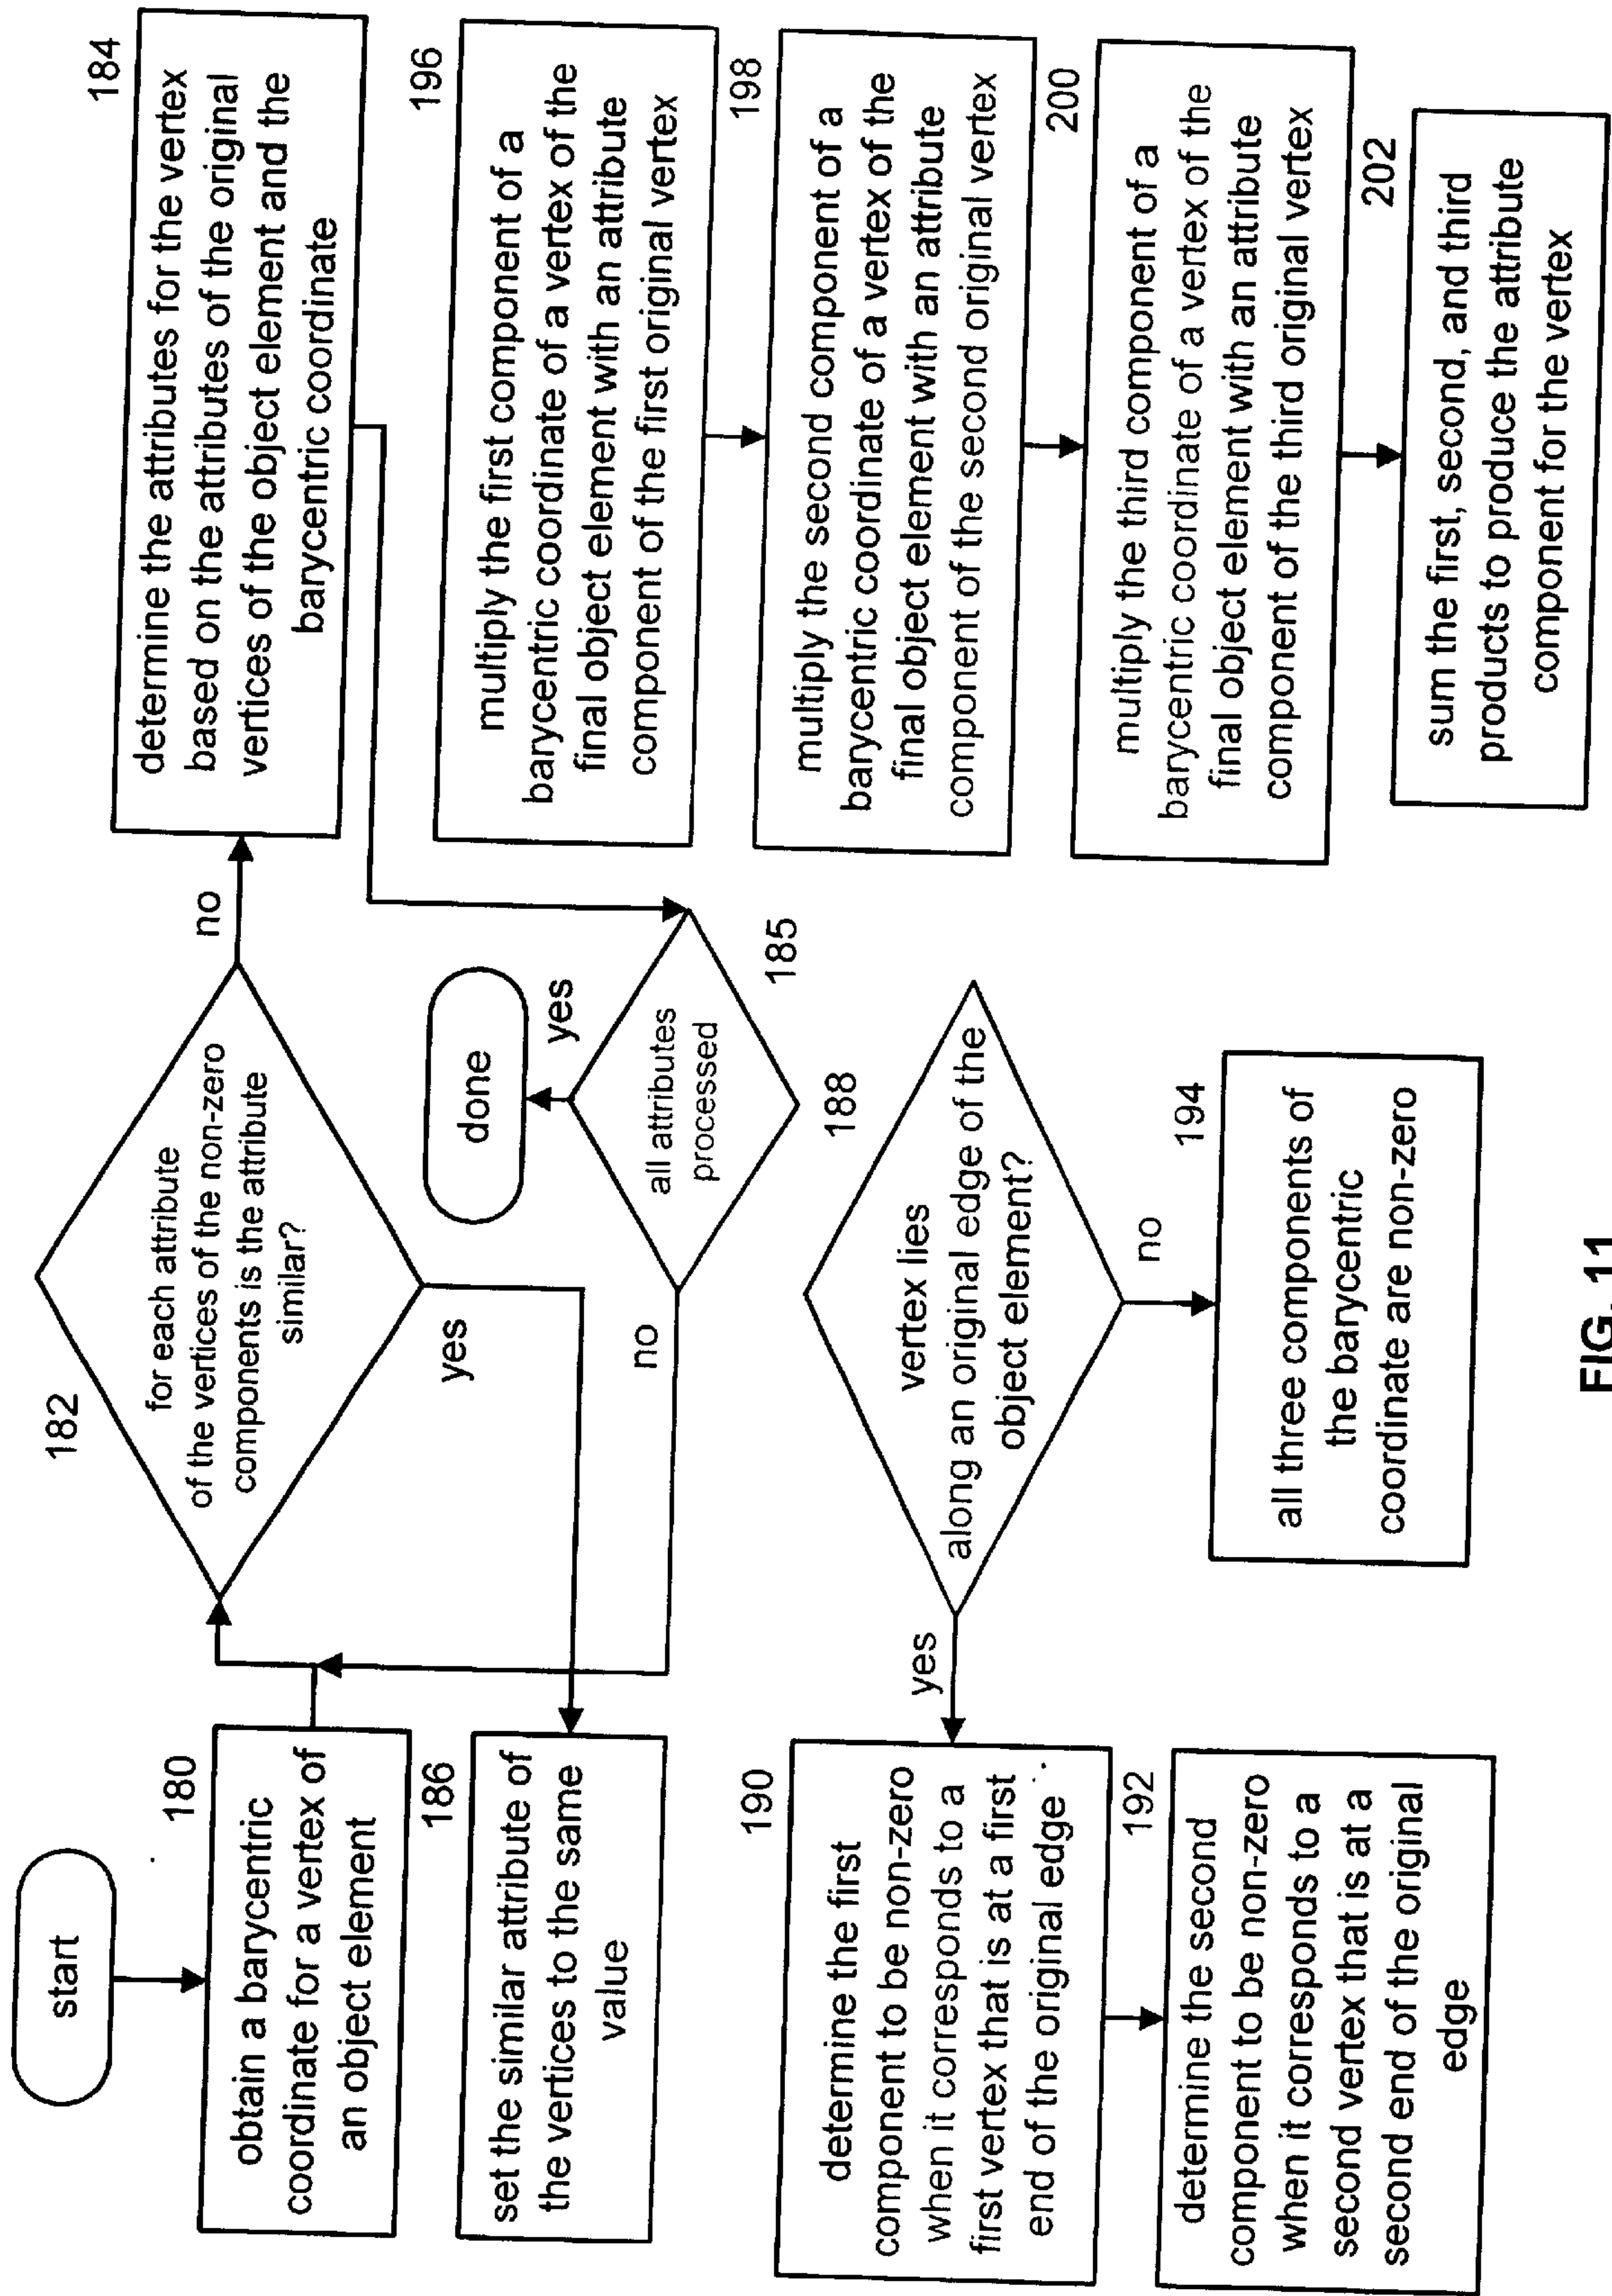 start
180
obtain a barycentric
coordinate for a vertex of
an object element
182
for each attribute
of the vertices of the non-zero
components is the attribute
similar?
no
yes
184
determine the attributes for the vertex
based on the attributes of the original
vertices of the object element and the
barycentric coordinate
186
set the similar attribute of
the vertices to the same
value
done
yes
all attributes
processed
185
no
196
multiply the first component of a
barycentric coordinate of a vertex of the
final object element with an attribute
component of the first original vertex
198
multiply the second component of a
barycentric coordinate of a vertex of the
final object element with an attribute
component of the second original vertex
200
multiply the third component of a
barycentric coordinate of a vertex of the
final object element with an attribute
component of the third original vertex
202
sum the first, second, and third
products to produce the attribute
component for the vertex
188
vertex lies
along an original edge of the
object element?
yes
no
190
determine the first
component to be non-zero
when it corresponds to a
first vertex that is at a first
end of the original edge
192
determine the second
component to be non-zero
when it corresponds to a
second vertex that is at a
second end of the original
edge
194
all three components of
the barycentric
coordinate are non-zero
FIG. 11